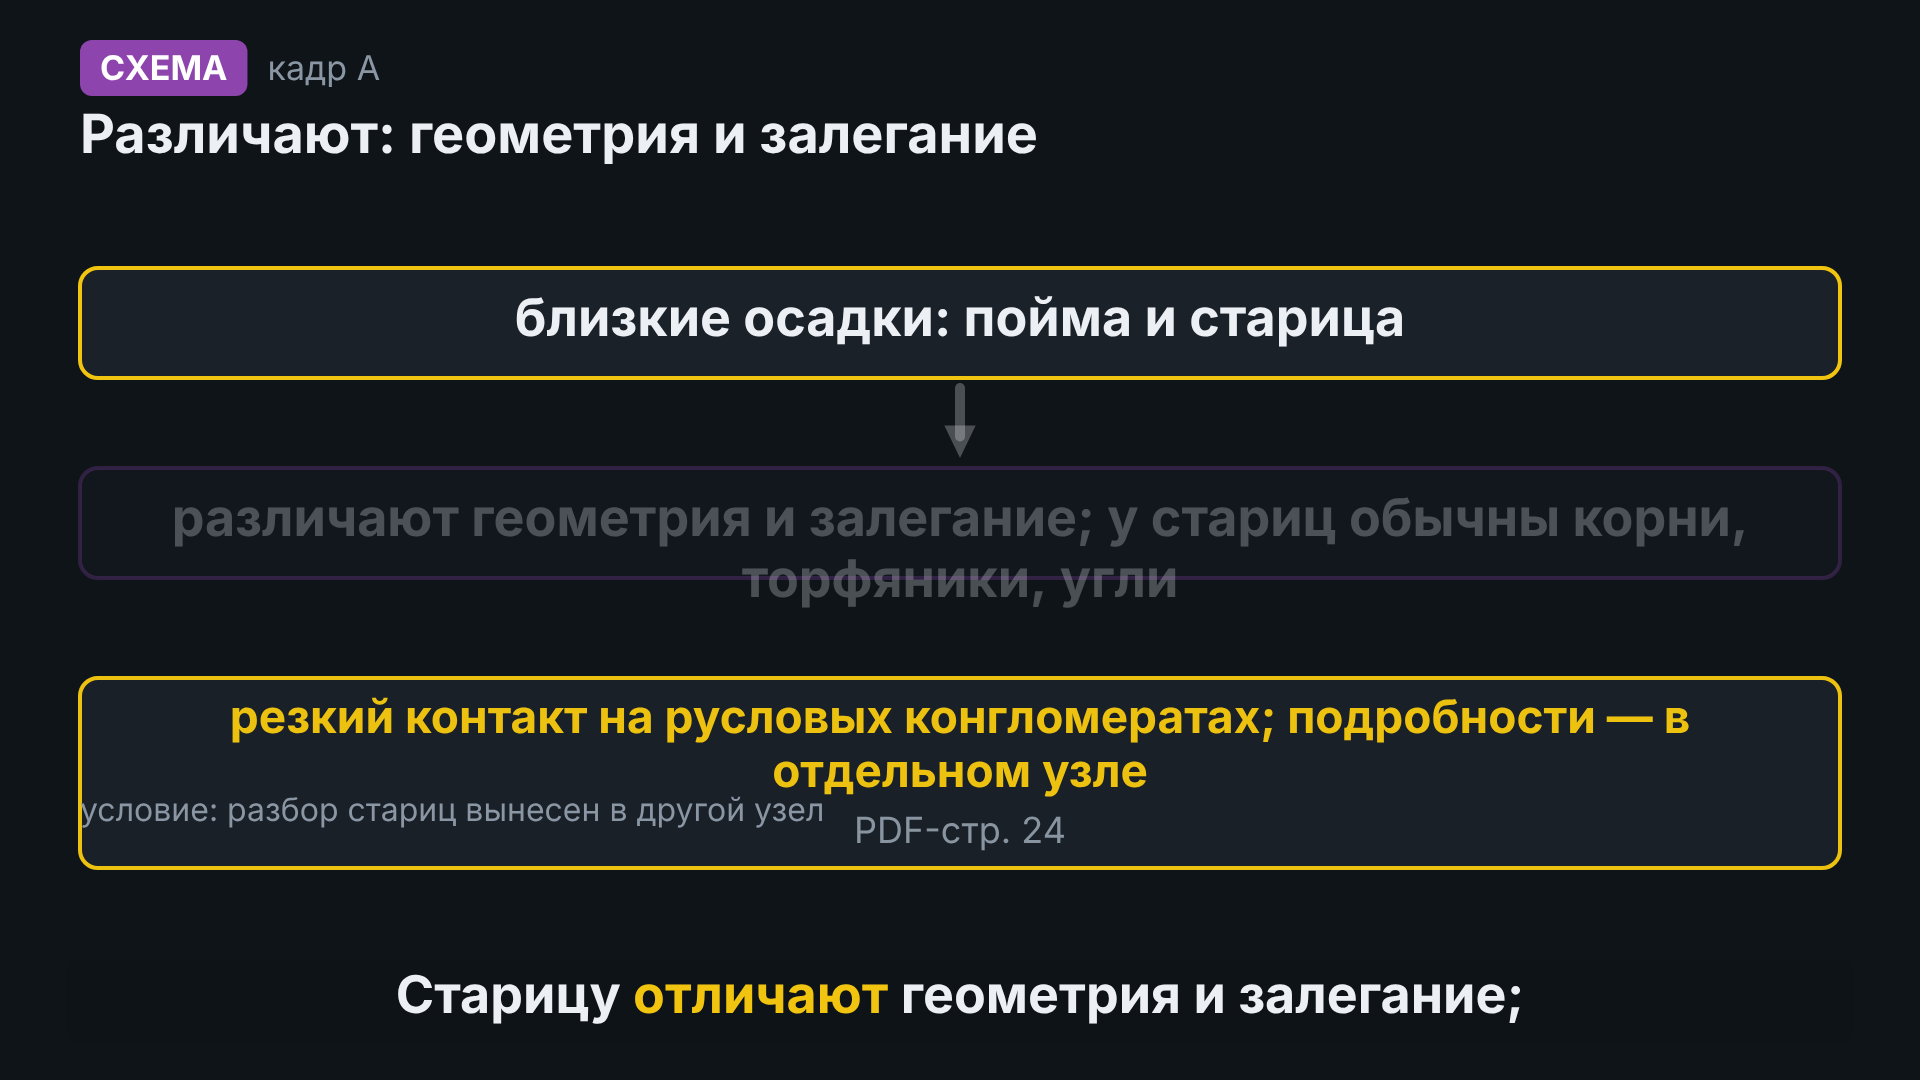 СХЕМА кадр А
Различают: геометрия и залегание
близкие осадки: пойма и старица
различают геометрия и залегание; у стариц обычны корни,
торфяники, угли
резкий контакт на русловых конгломератах; подробности — в
отдельном узле
условие: разбор стариц вынесен в другой узел
PDF-стр. 24
Старицу отличают геометрия и залегание;